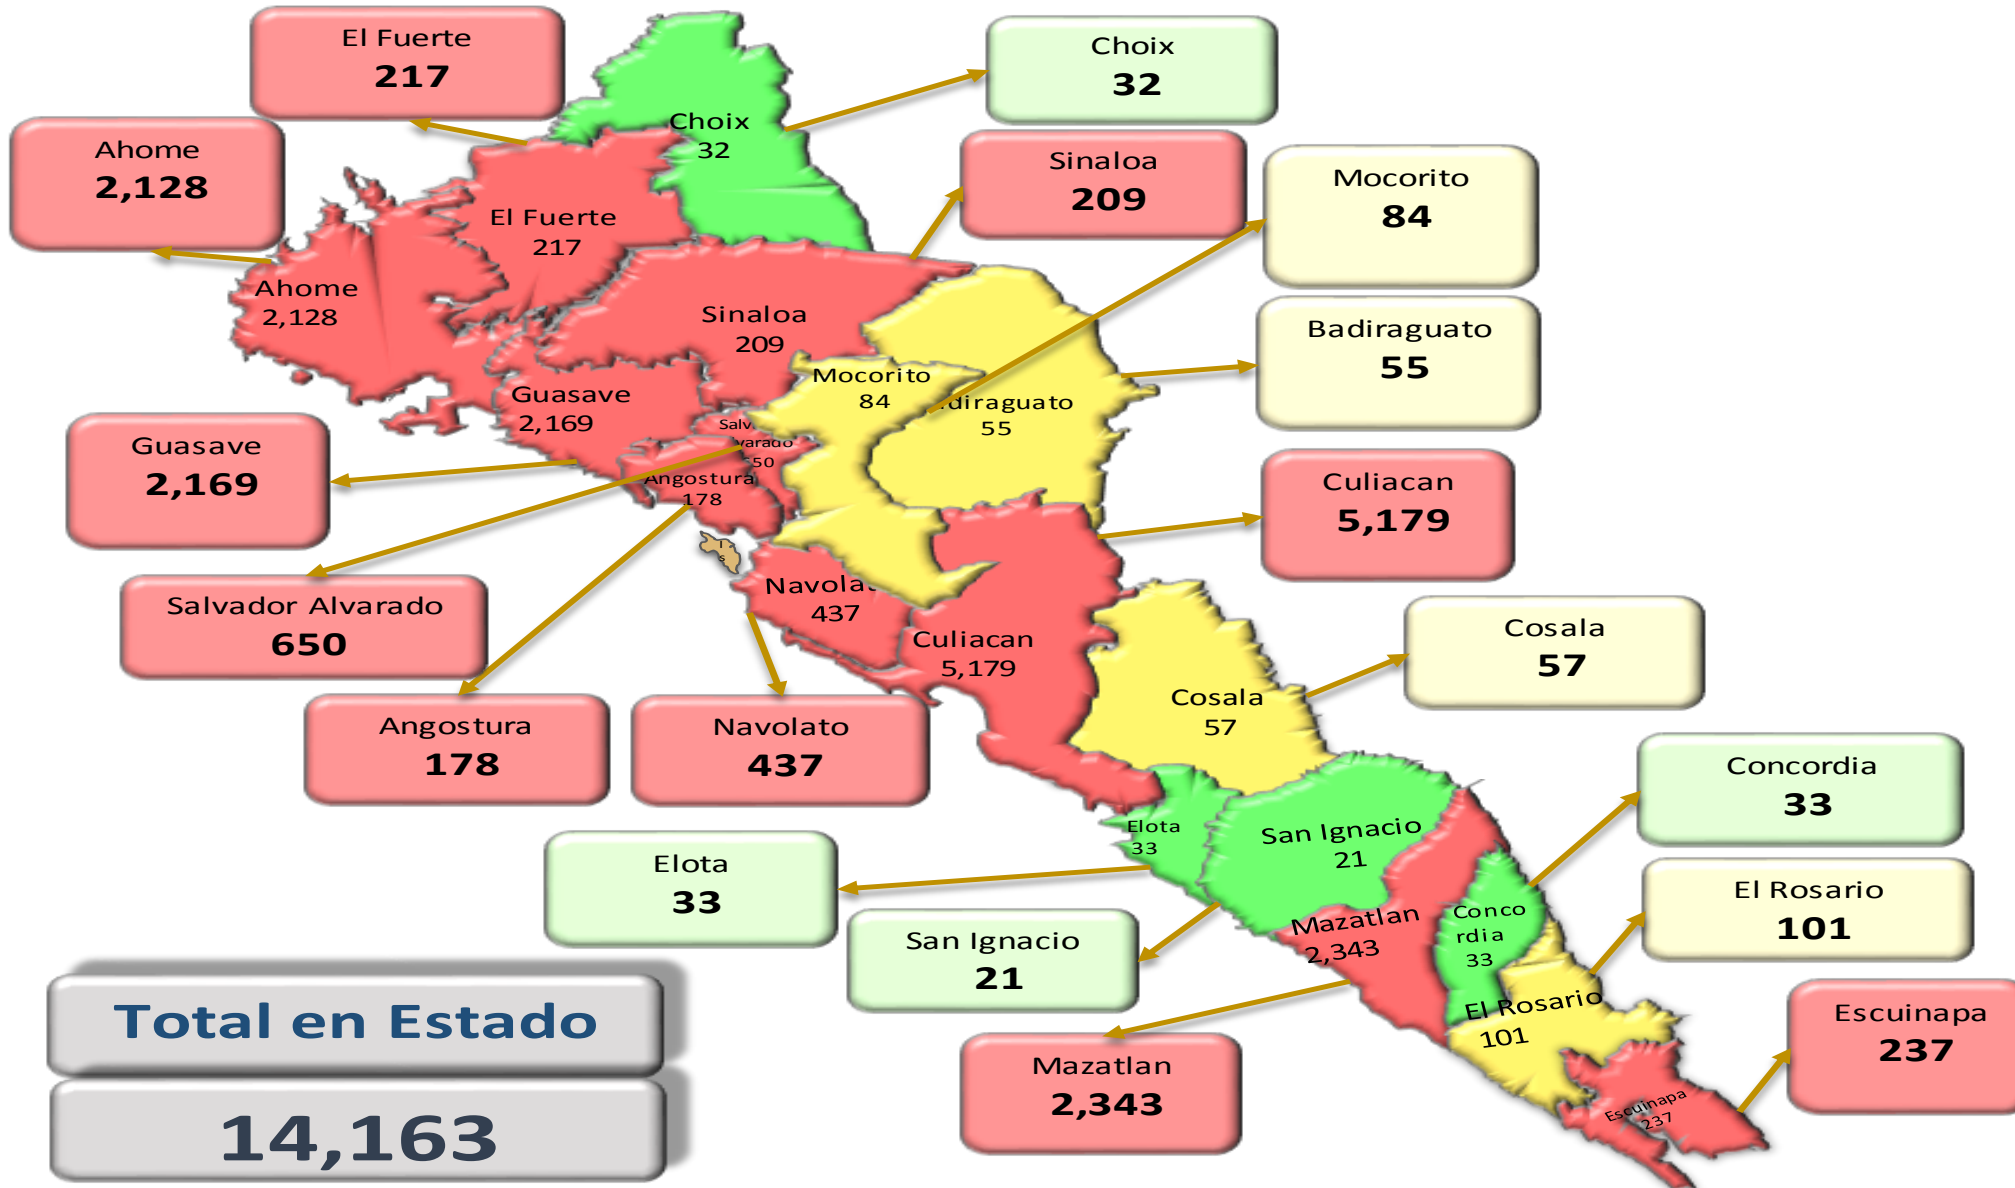 El Fuerte
217
Choix
32
Ahome
2,128
Sinaloa
209
Mocorito
84
Badiraguato
55
Guasave
2,169
Culiacan
5,179
Salvador Alvarado
650
Cosala
57
Angostura
178
Navolato
437
Concordia
33
Elota
33
El Rosario
101
San Ignacio
21
Escuinapa
237
Mazatlan
2,343
Choix
32
El Fuerte
217
Ahome
2,128
Sinaloa
209
Mocorito
84
diraguato
55
Guasave
2,169
Salv
varado
50
Angostura
178
Navola
437
Culiacan
5,179
Cosala
57
Elota
33
San Ignacio
21
Mazatlan
2,343
Conco
rdia
33
El Rosario
101
Escuinapa
237
Total en Estado
14,163